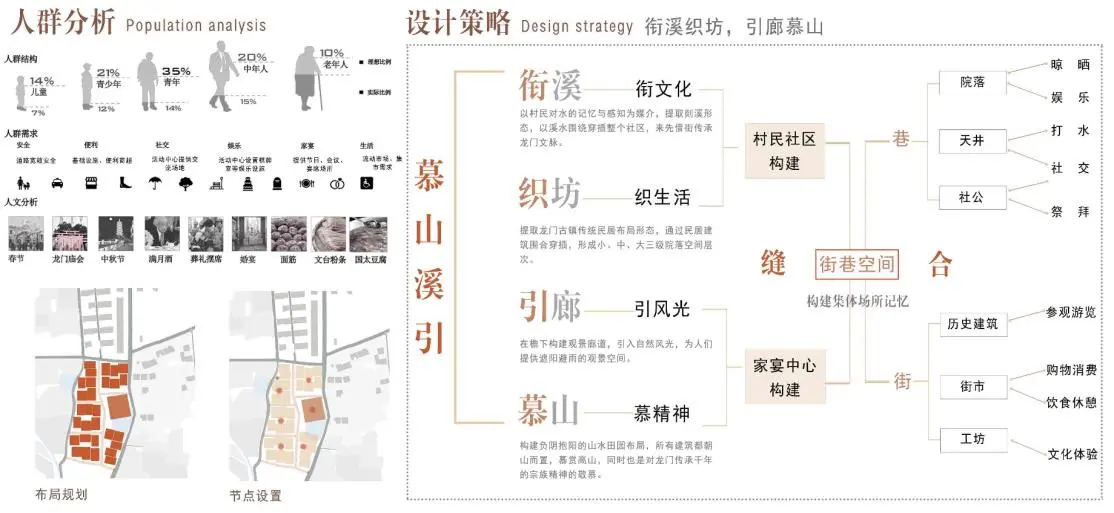 人群分析 Population analysis
人群结构
14%
儿童
7%
21%
青少年
12%
35%
青年
14%
20%
中年人
15%
10%
老年人
理想比例
实际比例
人群需求
安全
道路宽敞安全
便利
基础设施、便利商超
社交
活动中心提供交
论场地
娱乐
活动中心设置棋牌
室等娱乐设施
家宴
提供节日、会议、
宴席场所
生活
流动市场、集
市需求
人文分析
春节
龙门庙会
中秋节
满月酒
葬礼摆席
婚宴
面筋
文台粉条
国太豆腐
布局规划
节点设置
设计策略 Design strategy 衔溪织坊，引廊慕山
慕山溪引
衔溪
衔文化
以村民对水的记忆与感知为媒介，提取剡溪形
态，以溪水围绕穿插整个社区，来先借街传承
龙门文脉。
织坊
织生活
提取龙门古镇传统民居布局形态，通过民居建
筑围合穿插，形成小、中、大三级院落空间层
次。
引廊
引风光
在檐下构建观景廊道，引入自然风光，为人们
提供遮阳避雨的观景空间。
慕山
慕精神
构建负阴抱阳的山水田园布局，所有建筑都朝
山而置，慕赏高山，同时也是对龙门传承千年
的宗族精神的敬慕。
村民社区
构建
家宴中心
构建
缝 街巷空间 合
构建集体场所记忆
巷
院落
天井
社公
晾 晒
娱 乐
打 水
社 交
祭 拜
街
历史建筑
街市
工坊
参观游览
购物消费
饮食休憩
文化体验